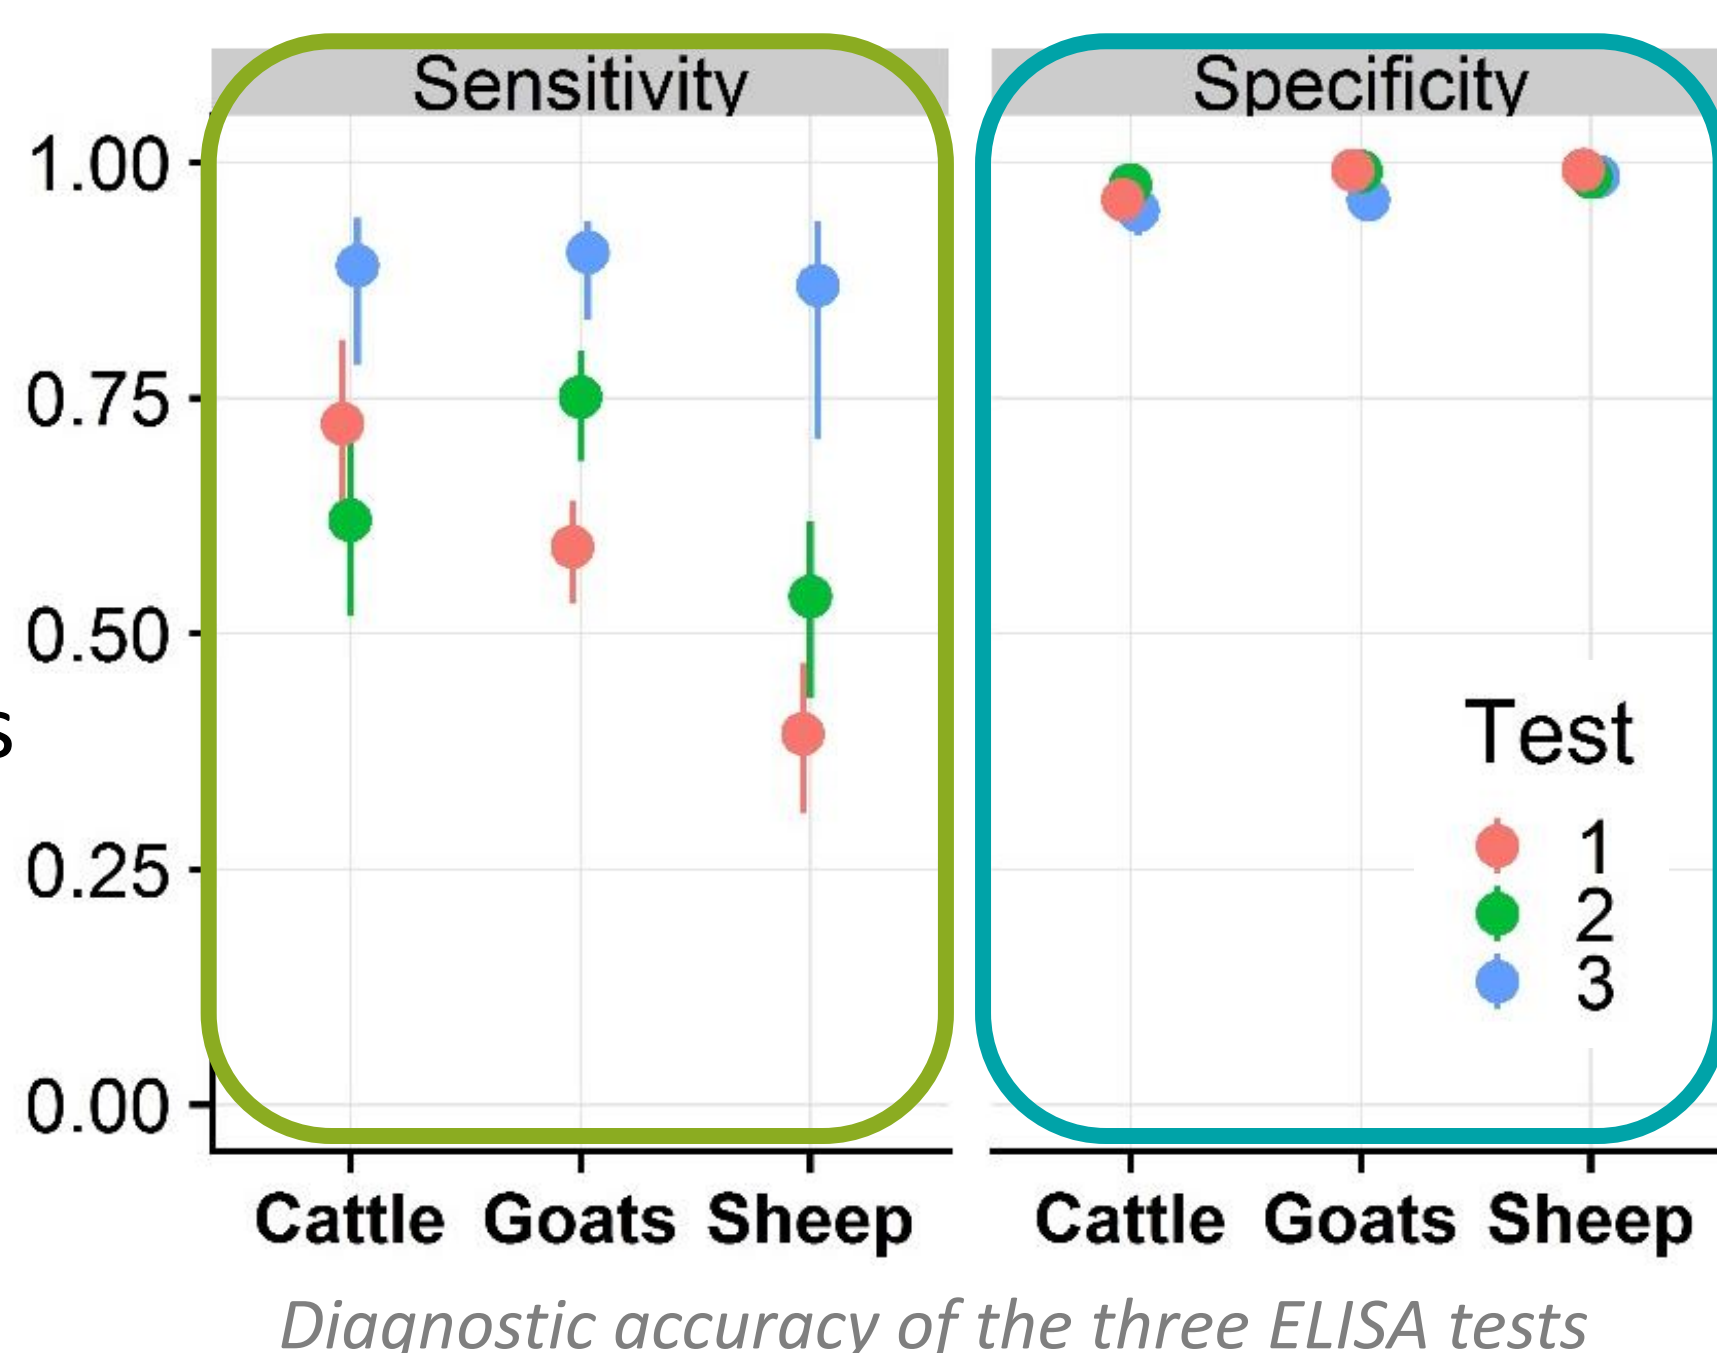 Sensitivity
Specificity
1.00
0.75
0.50
s
0.25
0.00
Test
1
2
3
Cattle Goats Sheep
Cattle Goats Sheep
Diagnostic accuracy of the three ELISA tests